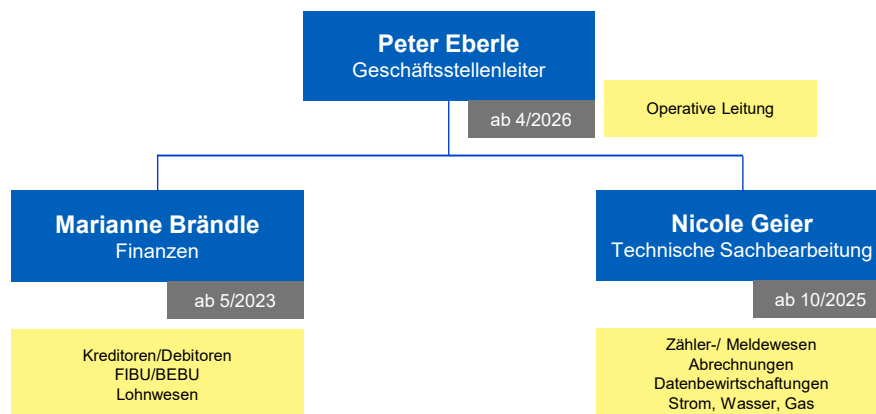 Peter Eberle
Geschäftsstellenleiter
ab 4/2026
Operative Leitung
Marianne Brändle
Finanzen
ab 5/2023
Kreditoren/Debitoren
FIBU/BEBU
Lohnwesen
Nicole Geier
Technische Sachbearbeitung
ab 10/2025
Zähler-/ Meldewesen
Abrechnungen
Datenbewirtschaftungen
Strom, Wasser, Gas